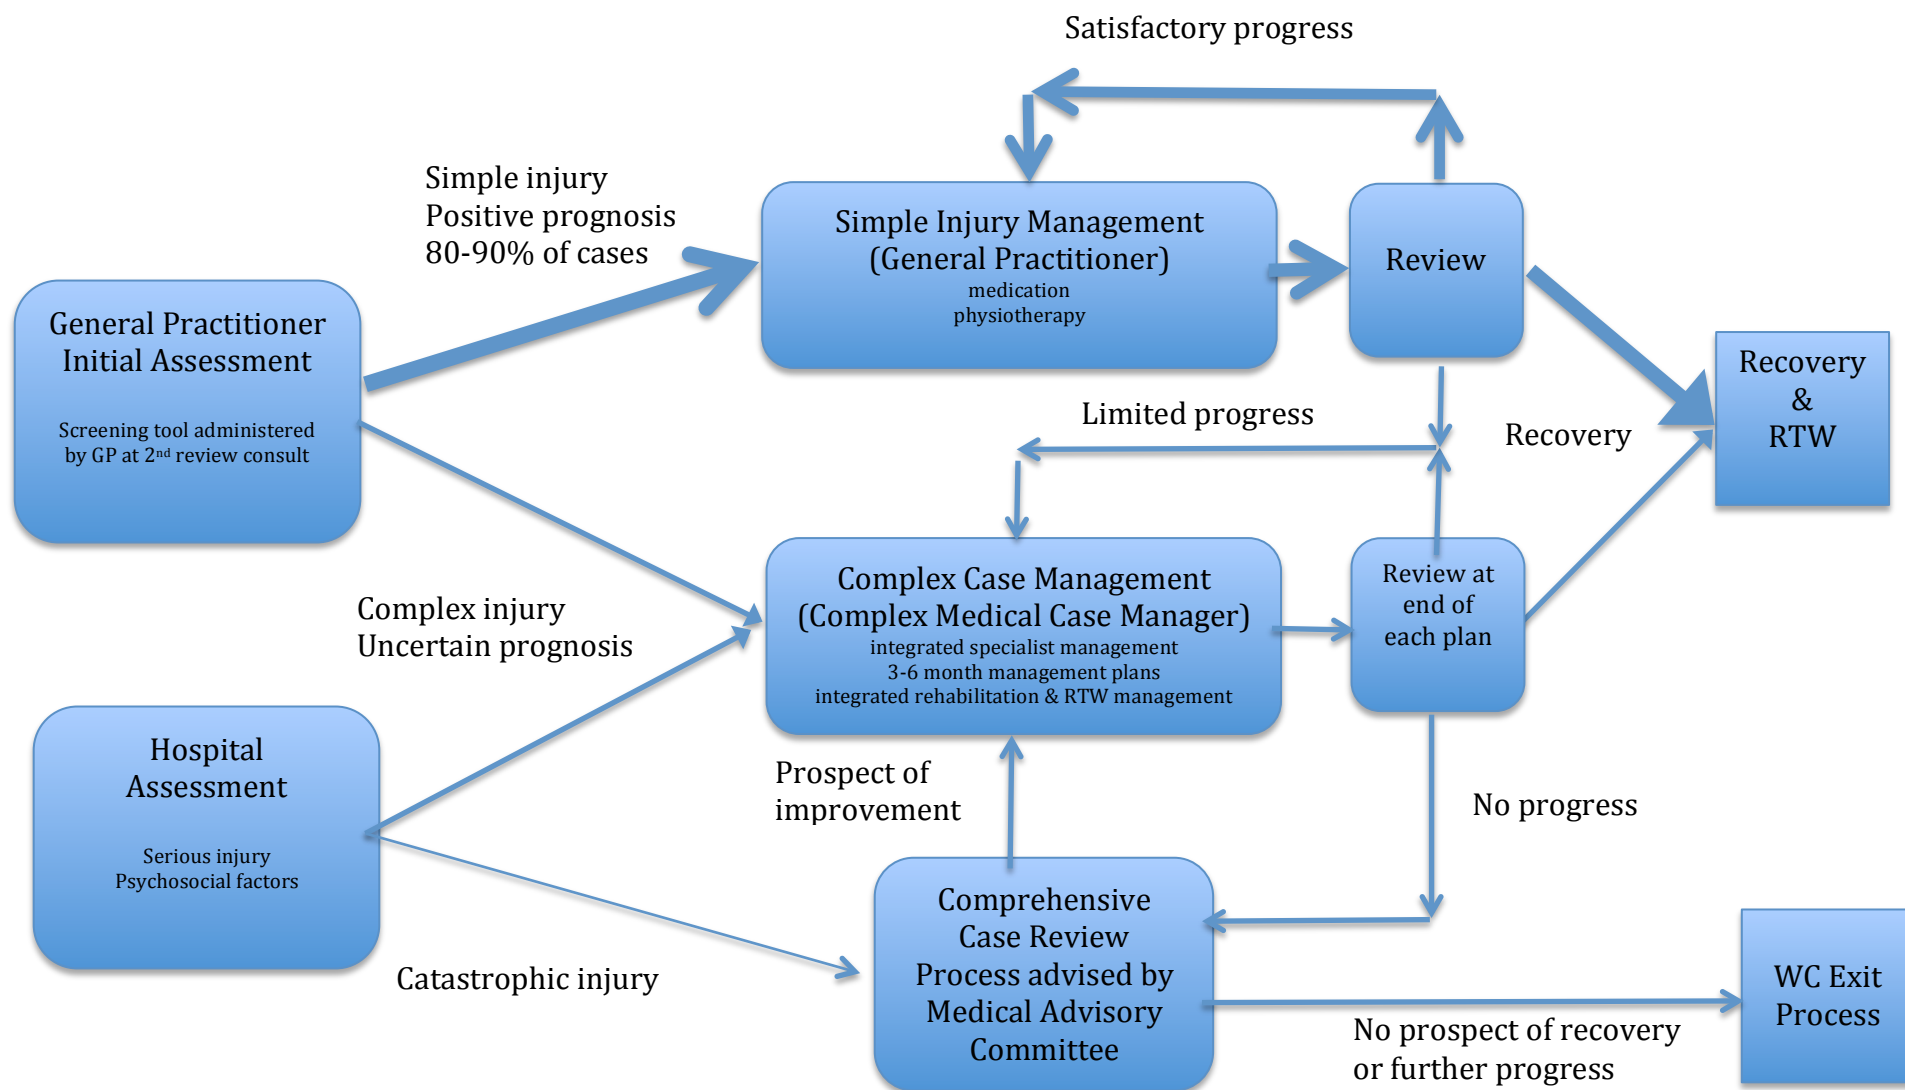 Satisfactory progress
Simple injury
Positive prognosis
80-90% of cases
Simple Injury Management
(General Practitioner)
medication
physiotherapy
Review
General Practitioner
Initial Assessment
Screening tool administered
by GP at 2nd review consult
Recovery
&
RTW
Limited progress
Recovery
Complex injury
Uncertain prognosis
Complex Case Management
(Complex Medical Case Manager)
integrated specialist management
3-6 month management plans
integrated rehabilitation & RTW management
Review at
end of
each plan
Hospital
Assessment
Serious injury
Psychosocial factors
Prospect of
improvement
No progress
Catastrophic injury
Comprehensive
Case Review
Process advised by
Medical Advisory
Committee
No prospect of recovery
or further progress
WC Exit
Process